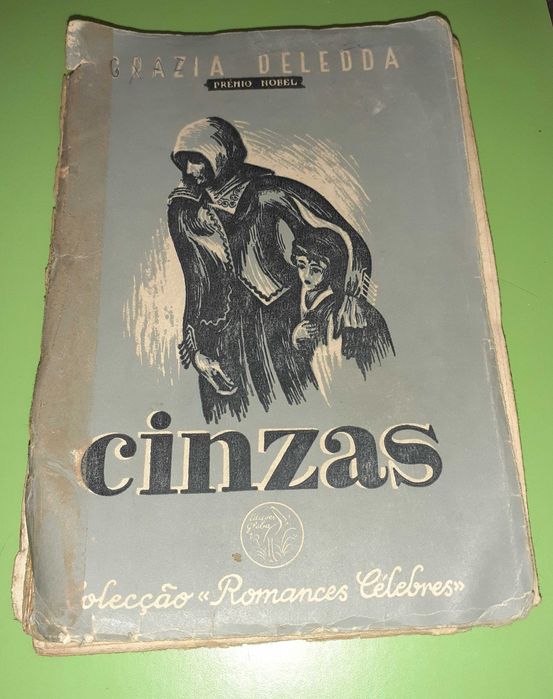 GRAZIA DELEDDA
PRÉMIO NOBEL
cinzas
Colecção «Romances Célebres»